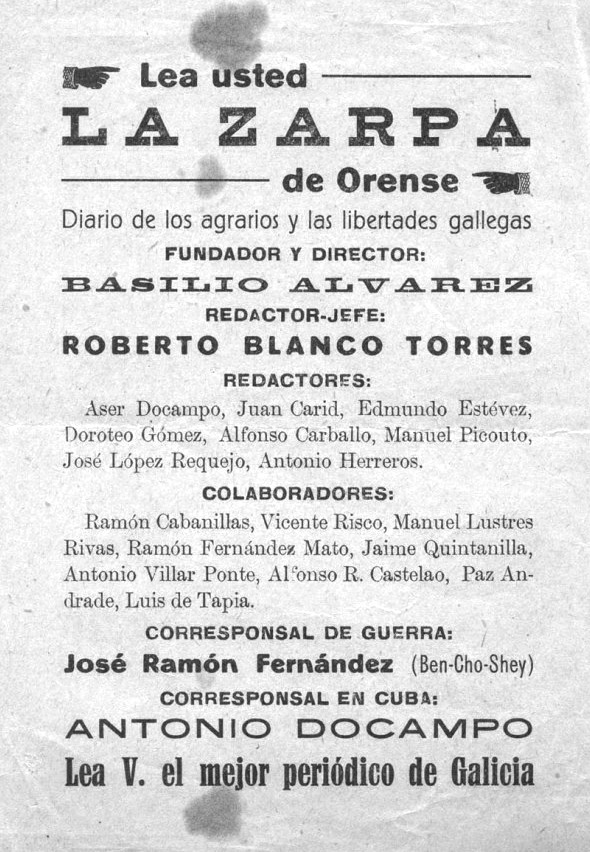 Lea usted
LA ZARPA
de Orense
Diario de los agrarios y las libertades gallegas
FUNDADOR Y DIRECTOR:
BASILIO ALVAREZ
REDACTOR-JEFE:
ROBERTO BLANCO TORRES
REDACTORES:
Aser Docampo, Juan Carid, Edmundo Estévez,
Doroteo Gómez, Alfonso Carballo, Manuel Picouto,
José López Requejo, Antonio Herreros.
COLABORADORES:
Ramón Cabanillas, Vicente Risco, Manuel Lustres
Rivas, Ramón Fernández Mato, Jaime Quintanilla,
Antonio Villar Ponte, Alfonso R. Castelao, Paz An-
drade, Luis de Tapia.
CORRESPONSAL DE GUERRA:
José Ramón Fernández (Ben-Cho-Shey)
CORRESPONSAL EN CUBA:
ANTONIO DOCAMPO
Lea V. el mejor periódico de Galicia